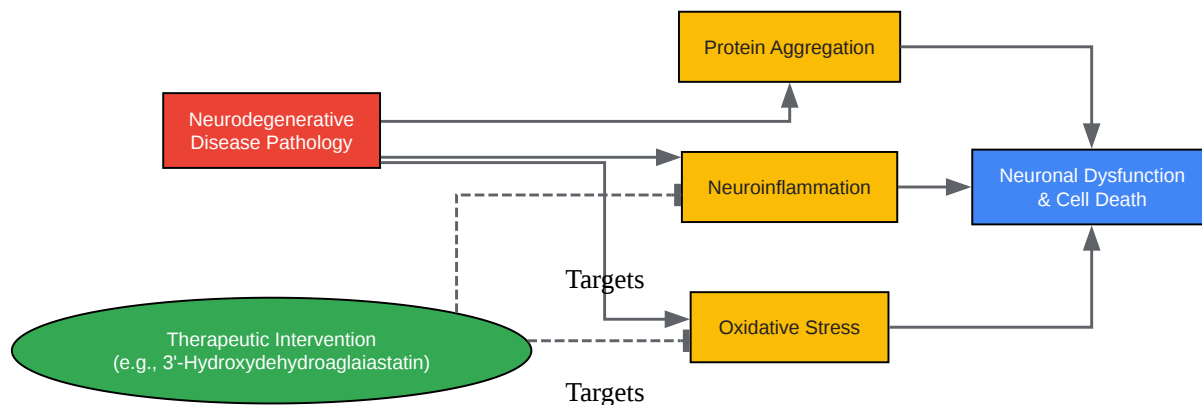 Protein Aggregation
Neurodegenerative
Disease Pathology
Neuroinflammation
Neuronal Dysfunction
& Cell Death
Targets
Oxidative Stress
Therapeutic Intervention
(e.g., 3'-Hydroxydehydroaglaiastatin)
Targets